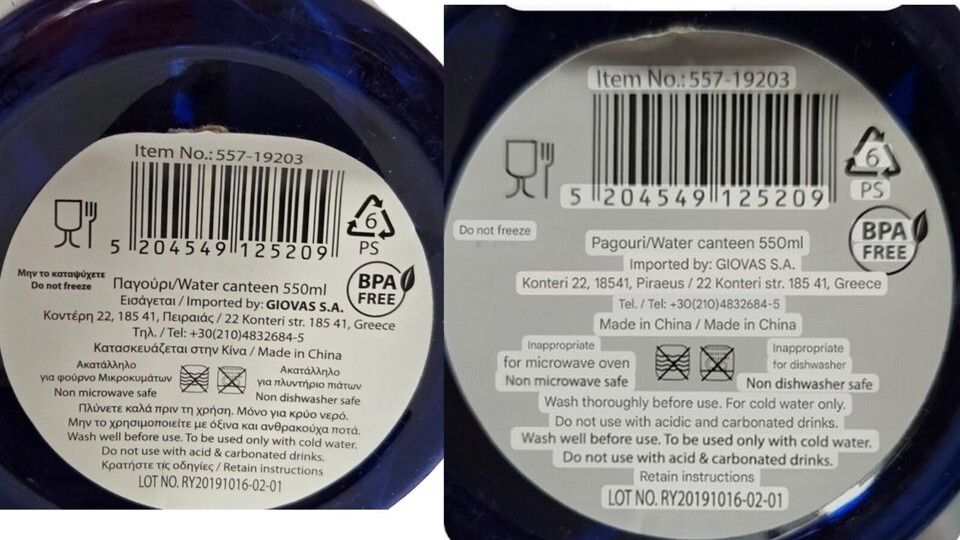 Item No.: 557-19203
5 204549 125209
6
PS
BPA
FREE
Μην το καταψύχετε
Do not freeze
Παγούρι/Water canteen 550ml
Εισάγεται / Imported by: GIOVAS S.A.
Κοντέρη 22, 185 41, Πειραιάς / 22 Konteri str. 185 41, Greece
Τηλ. / Tel: +30(210)4832684-5
Κατασκευάζεται στην Κίνα / Made in China
Ακατάλληλο
για φούρνο Μικροκυμάτων
Non microwave safe
Ακατάλληλο
για πλυντήριο πιάτων
Non dishwasher safe
Πλύνετε καλά πριν τη χρήση. Μόνο για κρύο νερό.
Μην το χρησιμοποιείτε με όξινα και ανθρακούχα ποτά.
Wash well before use. To be used only with cold water.
Do not use with acid & carbonated drinks.
Κρατήστε τις οδηγίες / Retain instructions
LOT NO. RY20191016-02-01
Item No.: 557-19203
5 204549 125209
6
PS
BPA
FREE
Do not freeze
Pagouri/Water canteen 550ml
Imported by: GIOVAS S.A.
Konteri 22, 18541, Piraeus / 22 Konteri str. 185 41, Greece
Tel. / Tel: +30(210)4832684-5
Made in China / Made in China
Inappropriate
for microwave oven
Non microwave safe
Inappropriate
for dishwasher
Non dishwasher safe
Wash thoroughly before use. For cold water only.
Do not use with acidic and carbonated drinks.
Wash well before use. To be used only with cold water.
Do not use with acid & carbonated drinks.
Retain instructions
LOT NO. RY20191016-02-01